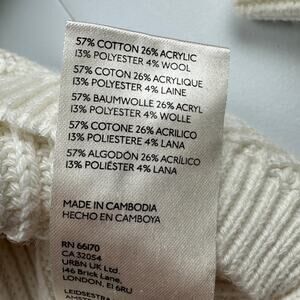 57% COTTON 26% ACRYLIC
13% POLYESTER 4% WOOL
57% COTON 26% ACRYLIQUE
13% POLYESTER 4% LAINE
57% BAUMWOLLE 26% ACRYL
13% POLYESTER 4% WOLLE
57% COTONE 26% ACRILICO
13% POLIESTERE 4% LANA
57% ALGODÓN 26% ACRÍLICO
13% POLIÉSTER 4% LANA
MADE IN CAMBODIA
HECHO EN CAMBOYA
RN 66170
CA 32054
URBN UK Ltd.
146 Brick Lane,
LONDON, E1 6RU
LEIDSESTRA